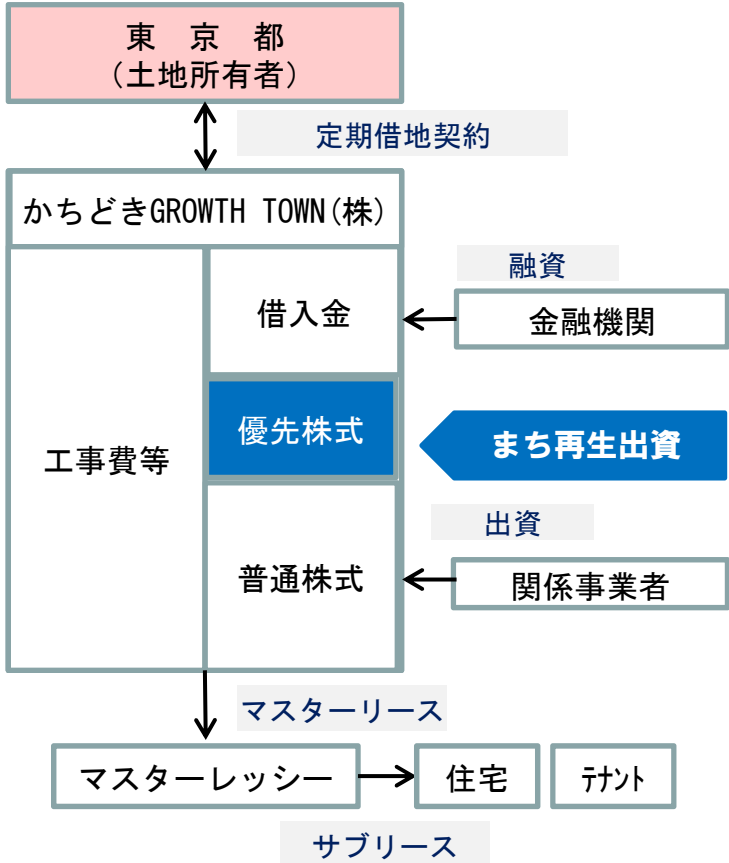 東 京 都
（土地所有者）
定期借地契約
かちどきGROWTH TOWN(株)
融資
借入金
金融機関
優先株式
まち再生出資
工事費等
出資
普通株式
関係事業者
マスターリース
マスターレッシー
住宅
ﾃﾅﾝﾄ
サブリース